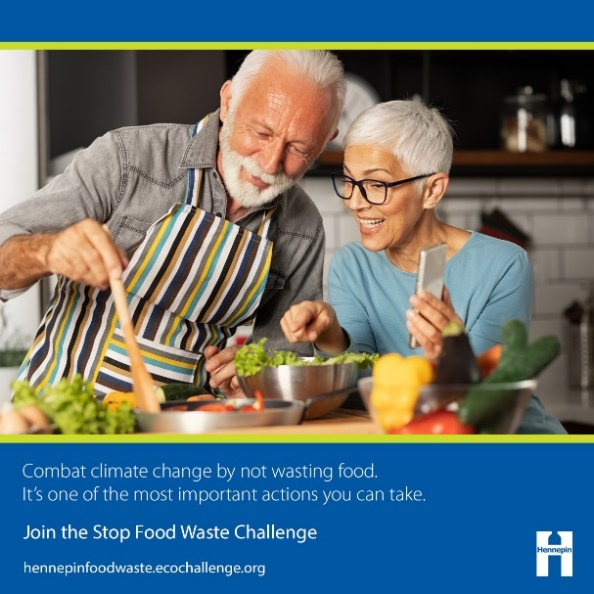 Combat climate change by not wasting food.
It's one of the most important actions you can take.
Join the Stop Food Waste Challenge
hennepinfoodwaste.ecochallenge.org
Hennepin